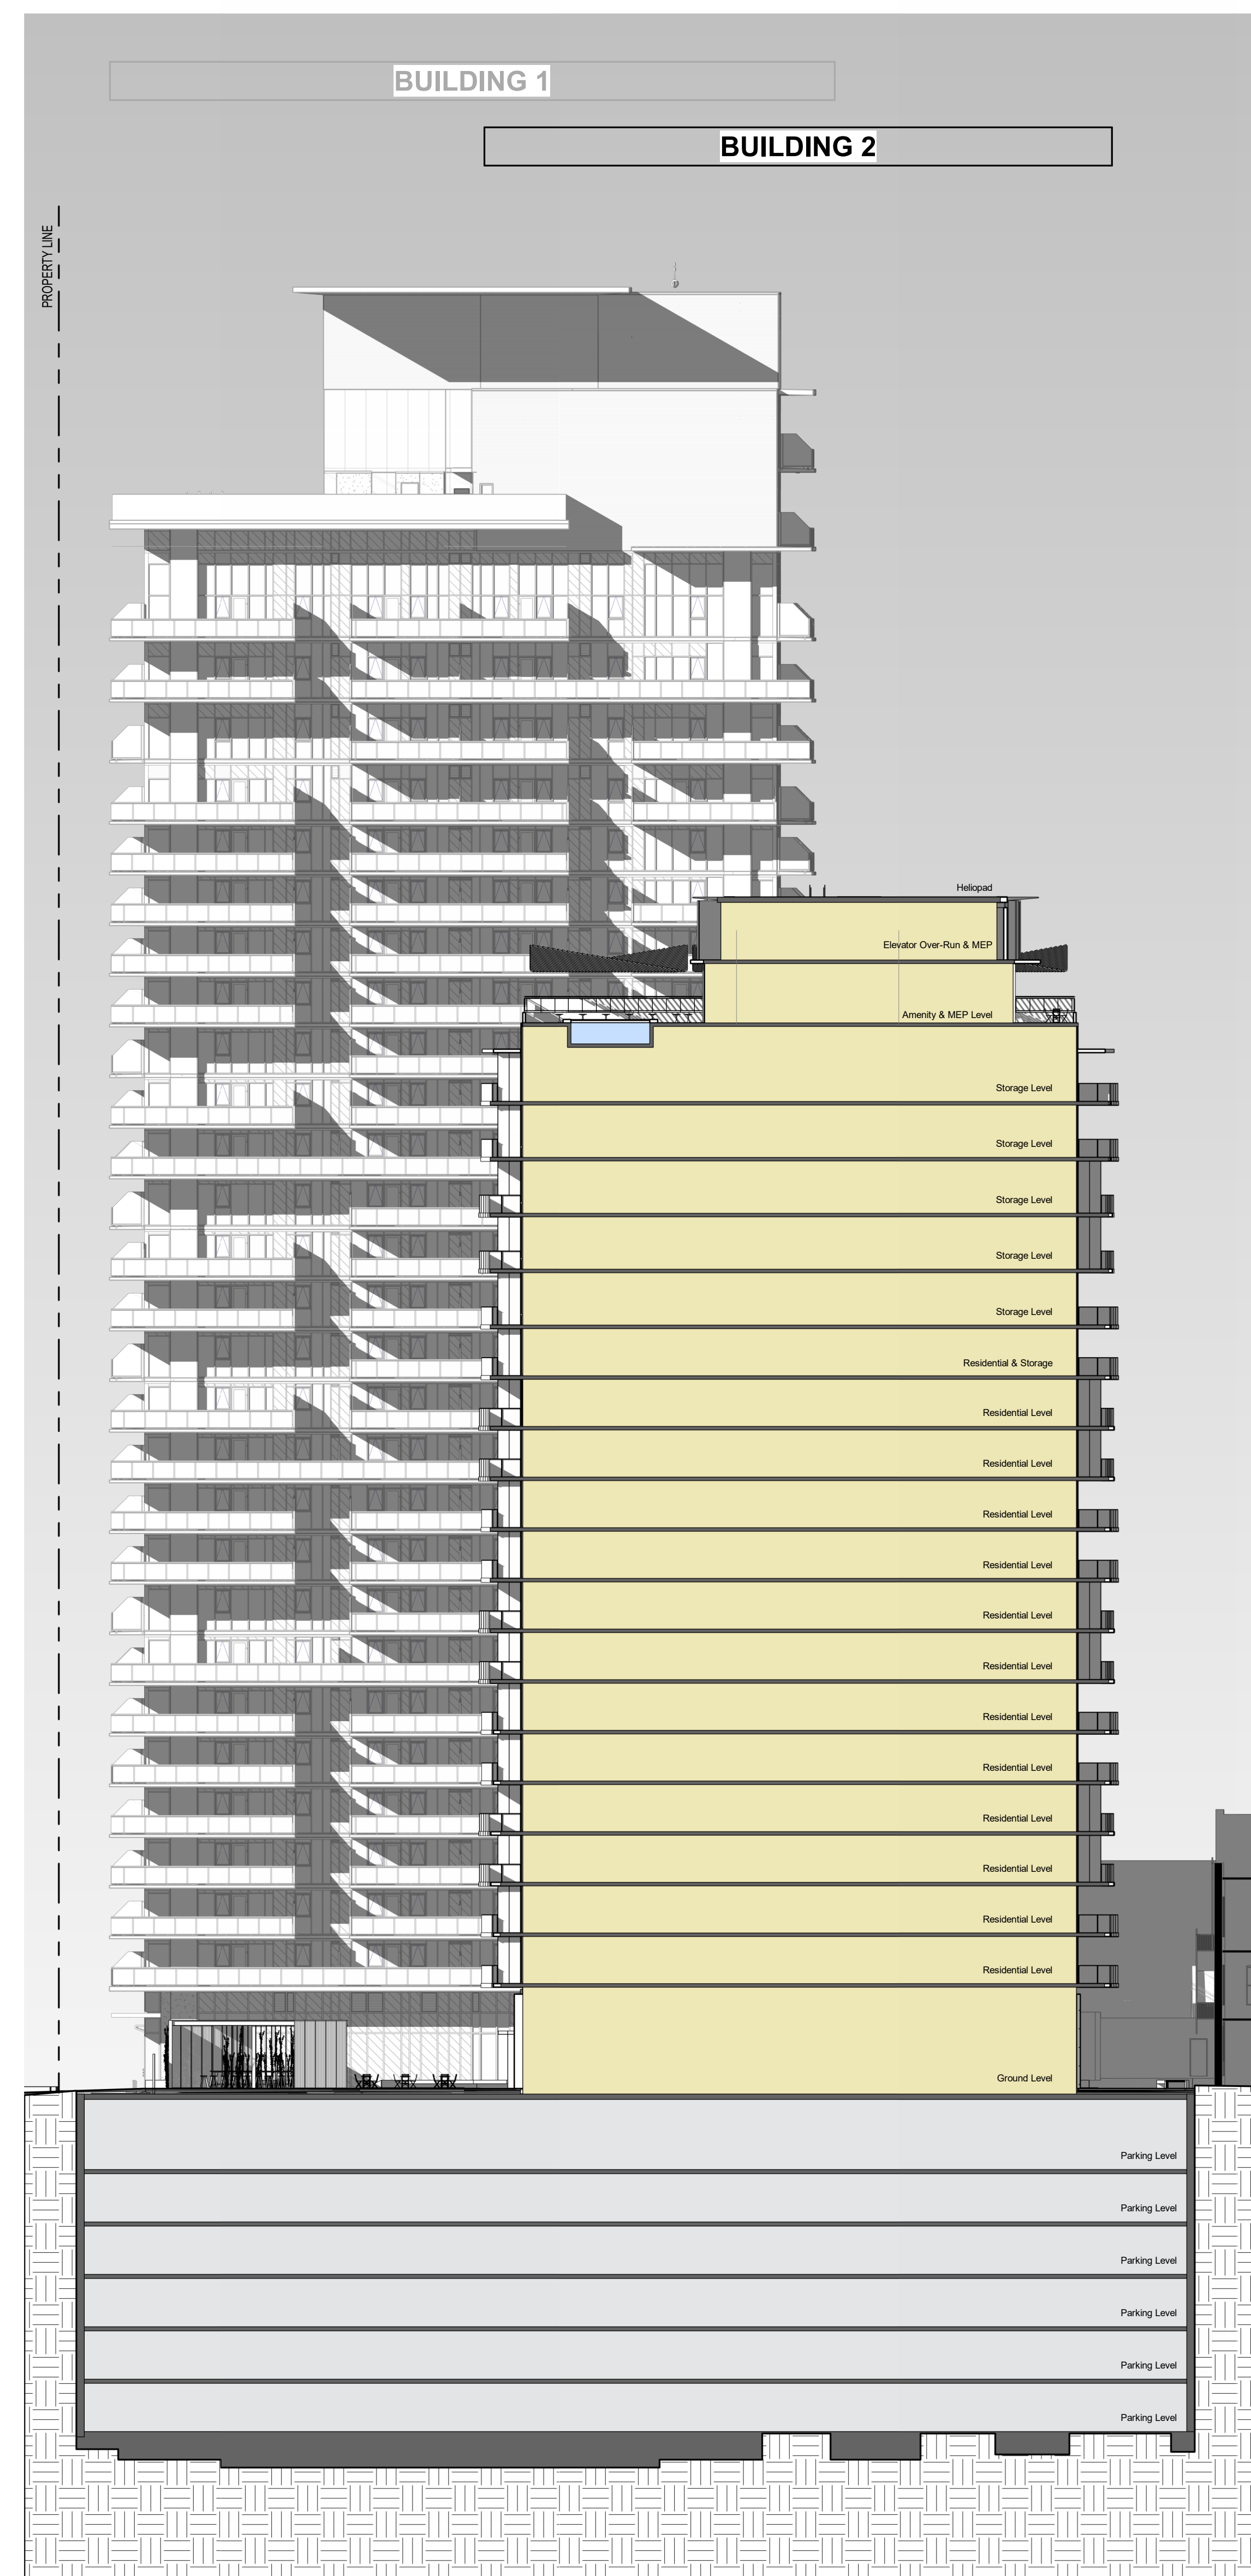 BUILDING 1
BUILDING 2
PROPERTY LINE
Heliopad
Elevator Over-Run & MEP
Amenity & MEP Level
Storage Level
Storage Level
Storage Level
Storage Level
Storage Level
Residential & Storage
Residential Level
Residential Level
Residential Level
Residential Level
Residential Level
Residential Level
Residential Level
Residential Level
Residential Level
Residential Level
Residential Level
Residential Level
Ground Level
Parking Level
Parking Level
Parking Level
Parking Level
Parking Level
Parking Level